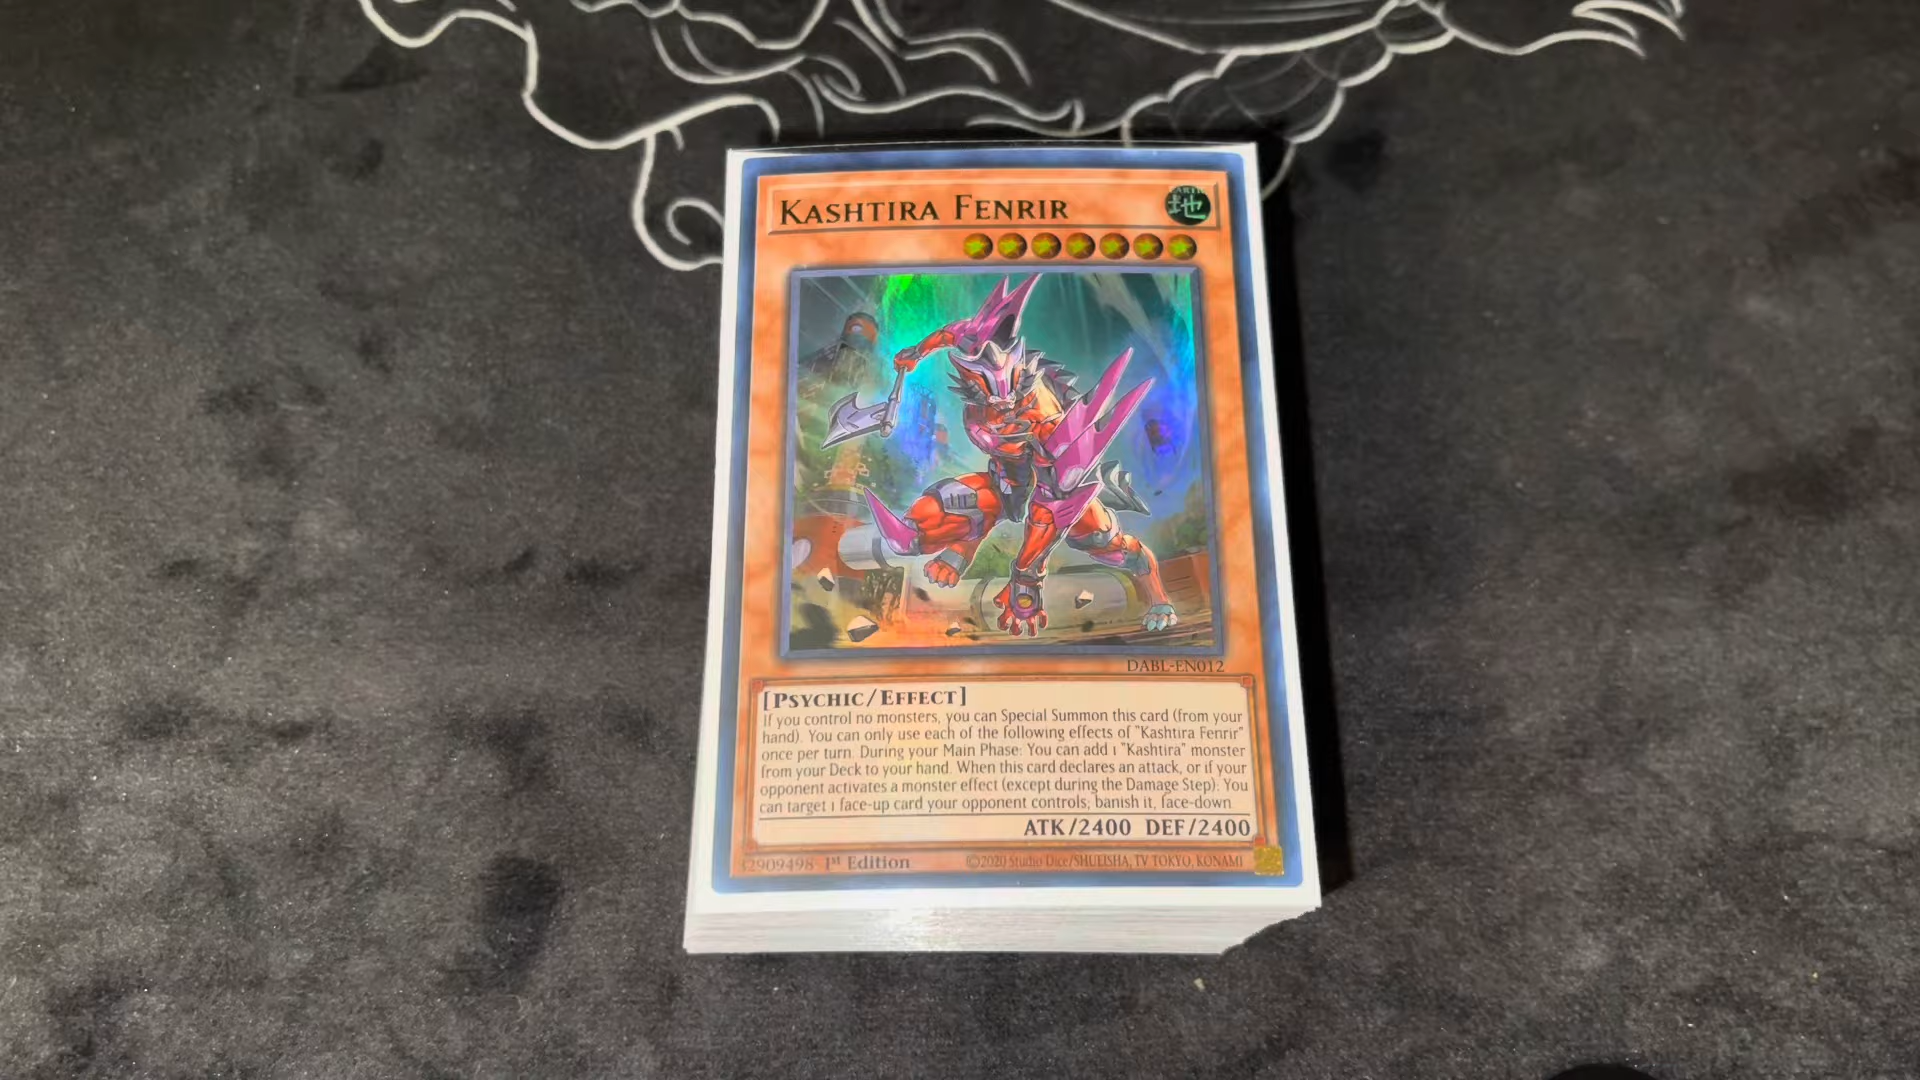 KASHTIRA FENRIR
EARTH
地
DABL-EN012
[PSYCHIC/EFFECT]
If you control no monsters, you can Special Summon this card (from your
hand). You can only use each of the following effects of "Kashtira Fenrir"
once per turn. During your Main Phase: You can add 1 "Kashtira" monster
from your Deck to your hand. When this card declares an attack, or if your
opponent activates a monster effect (except during the Damage Step): You
can target 1 face-up card your opponent controls; banish it, face-down.
ATK/2400 DEF/2400
32909498 1st Edition ©2020 Studio Dice/SHUEISHA, TV TOKYO, KONAMI